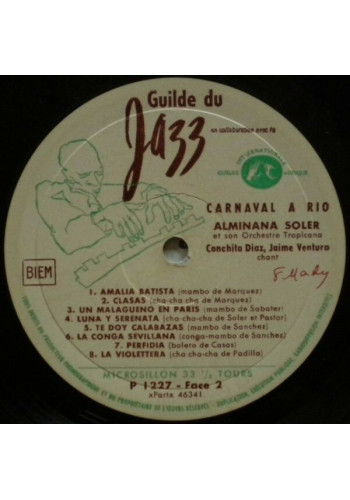 Guilde du
Jazz
en collaboration avec la
CARNAVAL A RIO
ALMINANA SOLER
et son Orchestre Tropicana
Conchita Diaz, Jaime Ventura
chant
BIEM
1. AMALIA BATISTA (mambo de Marquez)
2. CLASAS (cha-cha-cha de Marquez)
3. UN MALAGUENO EN PARIS (mambo de Sabater)
4. LUNA Y SERENATA (cha-cha-cha de Soler et Pastor)
5. TE DOY CALABAZAS (mambo de Sanchez)
6. LA CONGA SEVILLANA (conga-mambo de Sanchez)
7. PERFIDIA (bolero de Casas)
8. LA VIOLETTERA (cha-cha-cha de Padilla)
MICROSILLON 33 1/3 TOURS
P 1227 - Face 2
xPartx 46341